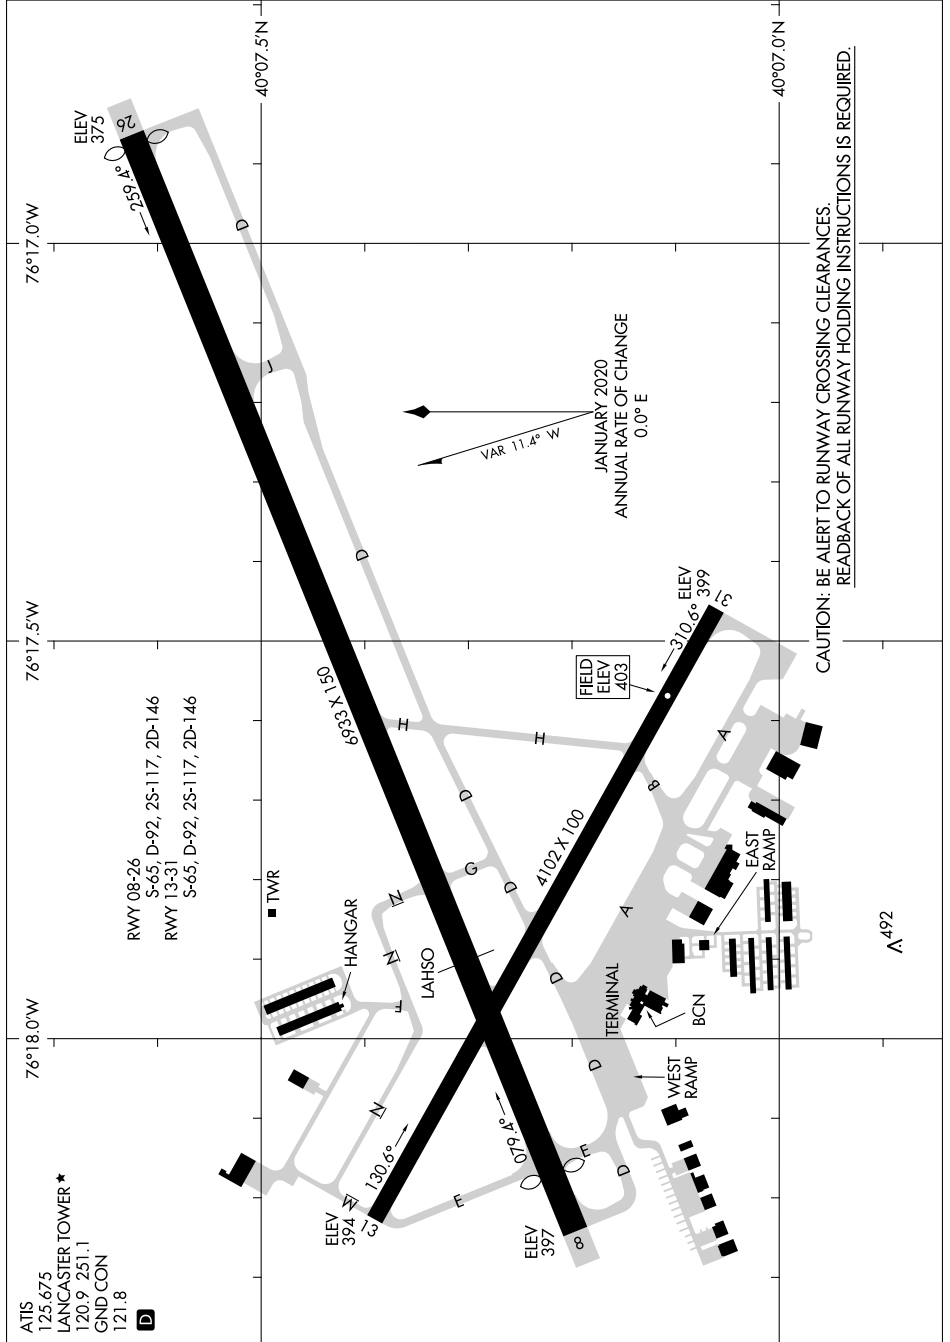 ATIS
125.675
LANCASTER TOWER★
120.9 251.1
GND CON
121.8
D
76°18.0'W
76°17.5'W
76°17.0'W
40°07.5'N
40°07.0'N
RWY 08-26
S-65, D-92, 2S-117, 2D-146
RWY 13-31
S-65, D-92, 2S-117, 2D-146
ELEV
375
26
259.4°
D
J
6933 X 150
D
H
H
D
G
D
TWR
HANGAR
N
N
F
LAHSO
N
M
130.6°
ELEV
394
13
E
079.4°
E
ELEV
397
8
D
D
D
4102 X 100
FIELD
ELEV
403
310.6°
ELEV
399
31
A
B
A
TERMINAL
BCN
WEST
RAMP
EAST
RAMP
492
VAR 11.4° W
JANUARY 2020
ANNUAL RATE OF CHANGE
0.0° E
CAUTION: BE ALERT TO RUNWAY CROSSING CLEARANCES.
READBACK OF ALL RUNWAY HOLDING INSTRUCTIONS IS REQUIRED.